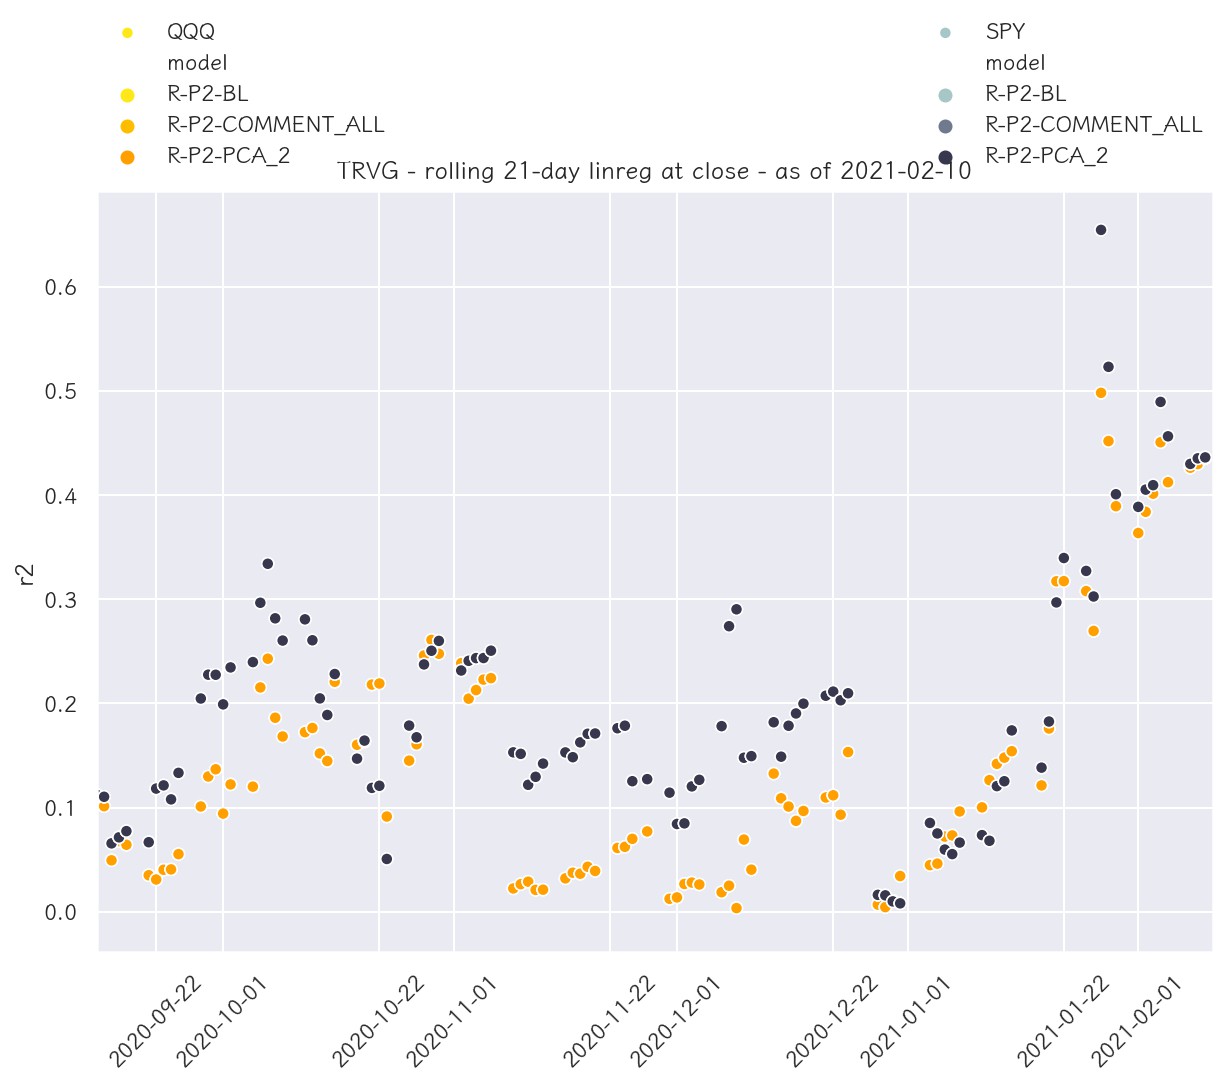 QQQ
model
R-P2-BL
R-P2-COMMENT_ALL
R-P2-PCA_2
SPY
model
R-P2-BL
R-P2-COMMENT_ALL
R-P2-PCA_2
TRVG - rolling 21-day linreg at close - as of 2021-02-10
r2
0.6
0.5
0.4
0.3
0.2
0.1
0.0
2020-09-22
2020-10-01
2020-10-22
2020-11-01
2020-11-22
2020-12-01
2020-12-22
2021-01-01
2021-01-22
2021-02-01